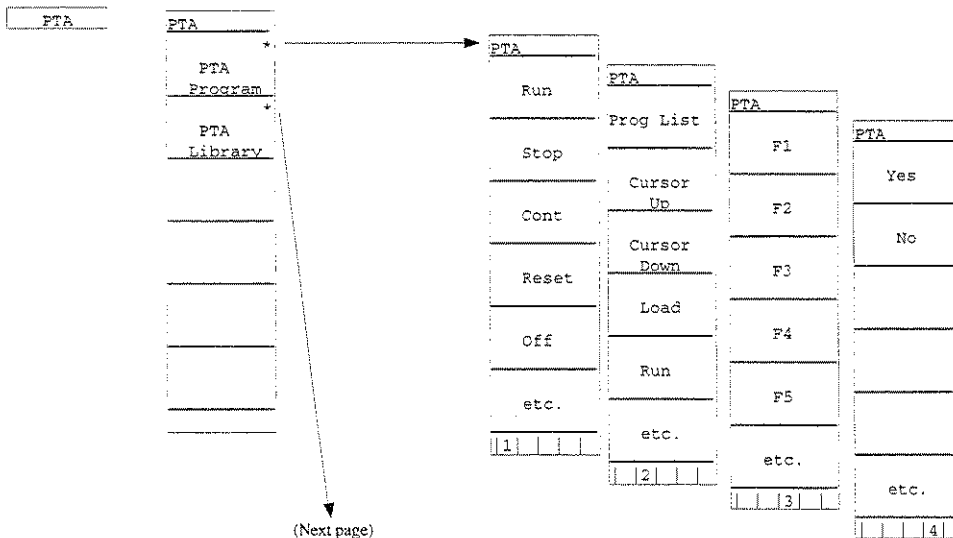 PTA
PTA
*
PTA
Program
*
PTA
Library
PTA
Run
Stop
Cont
Reset
Off
etc.
1
PTA
Prog List
Cursor
Up
Cursor
Down
Load
Run
etc.
2
PTA
F1
F2
F3
F4
F5
etc.
3
PTA
Yes
No
etc.
4
(Next page)